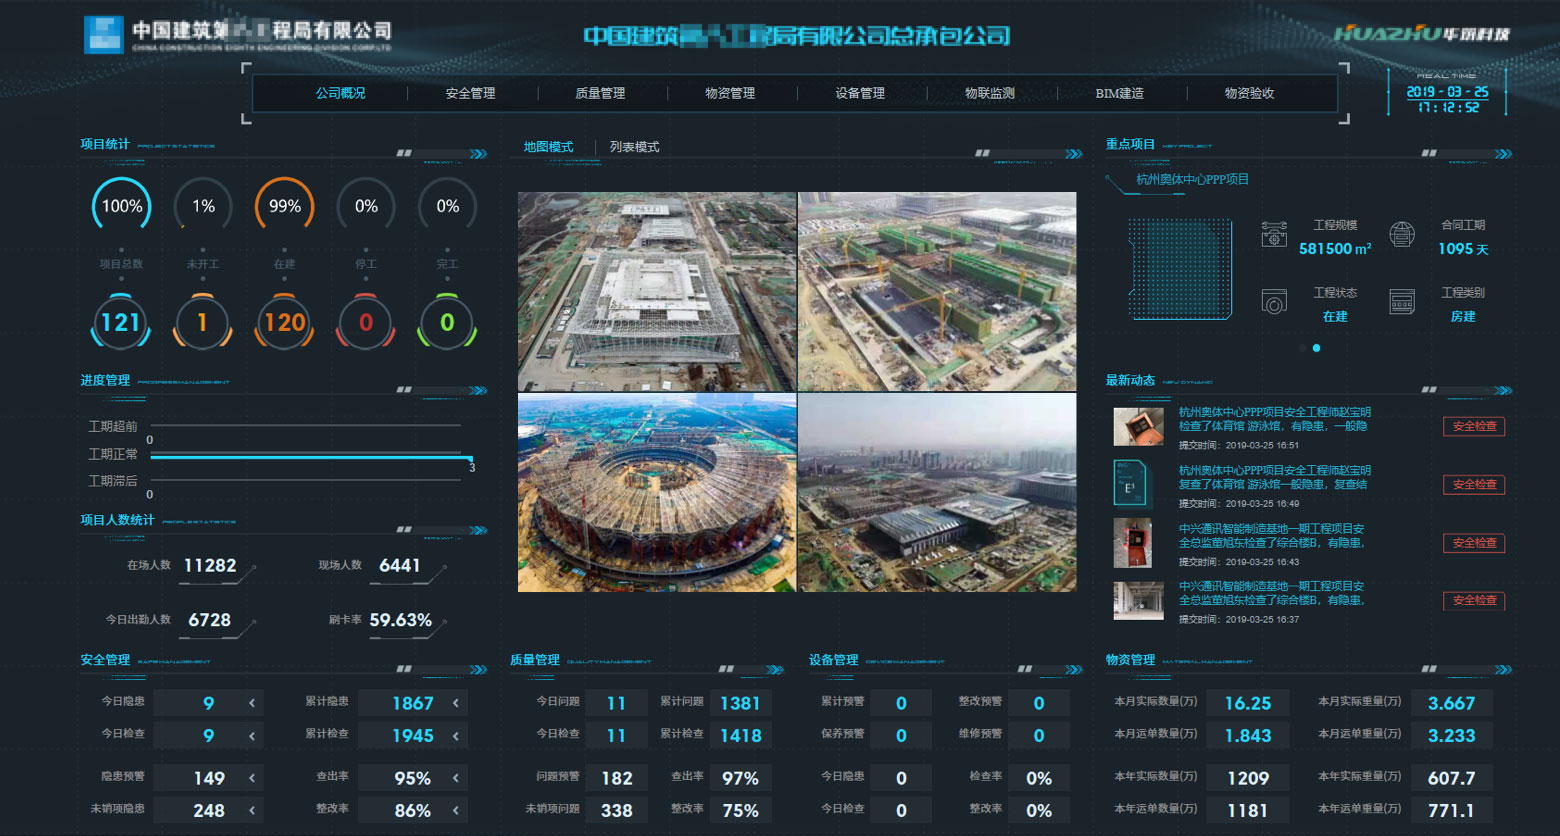 中国建筑第 工程局有限公司
CHINA CONSTRUCTION EIGHTH ENGINEERING DIVISION CORP.LTD
中国建筑第八工程局有限公司总承包公司
HUAZHU华筑科技
公司概况
安全管理
质量管理
物资管理
设备管理
物联监测
BIM建造
物资验收
REAL TIME
2019 - 03 - 25
17 : 12 : 52
项目统计 PROJECT STATISTICS
100%
1%
99%
0%
0%
项目总数
未开工
在建
停工
完工
121
1
120
0
0
进度管理 PROGRESS MANAGEMENT
工期超前
0
工期正常
3
工期滞后
0
项目人数统计 PEOPLE STATISTICS
在场人数 11282
现场人数 6441
今日出勤人数 6728
刷卡率 59.63%
地图模式
列表模式
重点项目 KEY PROJECT
杭州奥体中心PPP项目
工程规模
581500 m²
合同工期
1095 天
工程状态
在建
工程类别
房建
最新动态 NEW DYNAMIC
杭州奥体中心PPP项目安全工程师赵宝明
检查了体育馆 游泳馆，有隐患，一般隐
提交时间：2019-03-25 16:51
安全检查
杭州奥体中心PPP项目安全工程师赵宝明
复查了体育馆 游泳馆一般隐患，复查结
提交时间：2019-03-25 16:49
安全检查
中兴通讯智能制造基地一期工程项目安
全总监董旭东检查了综合楼B，有隐患，
提交时间：2019-03-25 16:43
安全检查
中兴通讯智能制造基地一期工程项目安
全总监董旭东检查了综合楼B，有隐患，
提交时间：2019-03-25 16:37
安全检查
安全管理 SAFE MANAGEMENT
今日隐患 9
累计隐患 1867
今日检查 9
累计检查 1945
隐患预警 149
查出率 95%
未销项隐患 248
整改率 86%
质量管理 QUALITY MANAGEMENT
今日问题 11
累计问题 1381
今日检查 11
累计检查 1418
问题预警 182
查出率 97%
未销项问题 338
整改率 75%
设备管理 DEVICE MANAGEMENT
累计预警 0
整改预警 0
保养预警 0
维修预警 0
今日隐患 0
检查率 0%
今日检查 0
整改率 0%
物资管理 MATERIAL MANAGEMENT
本月实际数量(万) 16.25
本月实际重量(万) 3.667
本月运单数量(万) 1.843
本月运单重量(万) 3.233
本年实际数量(万) 1209
本年实际重量(万) 607.7
本年运单数量(万) 1181
本年运单重量(万) 771.1